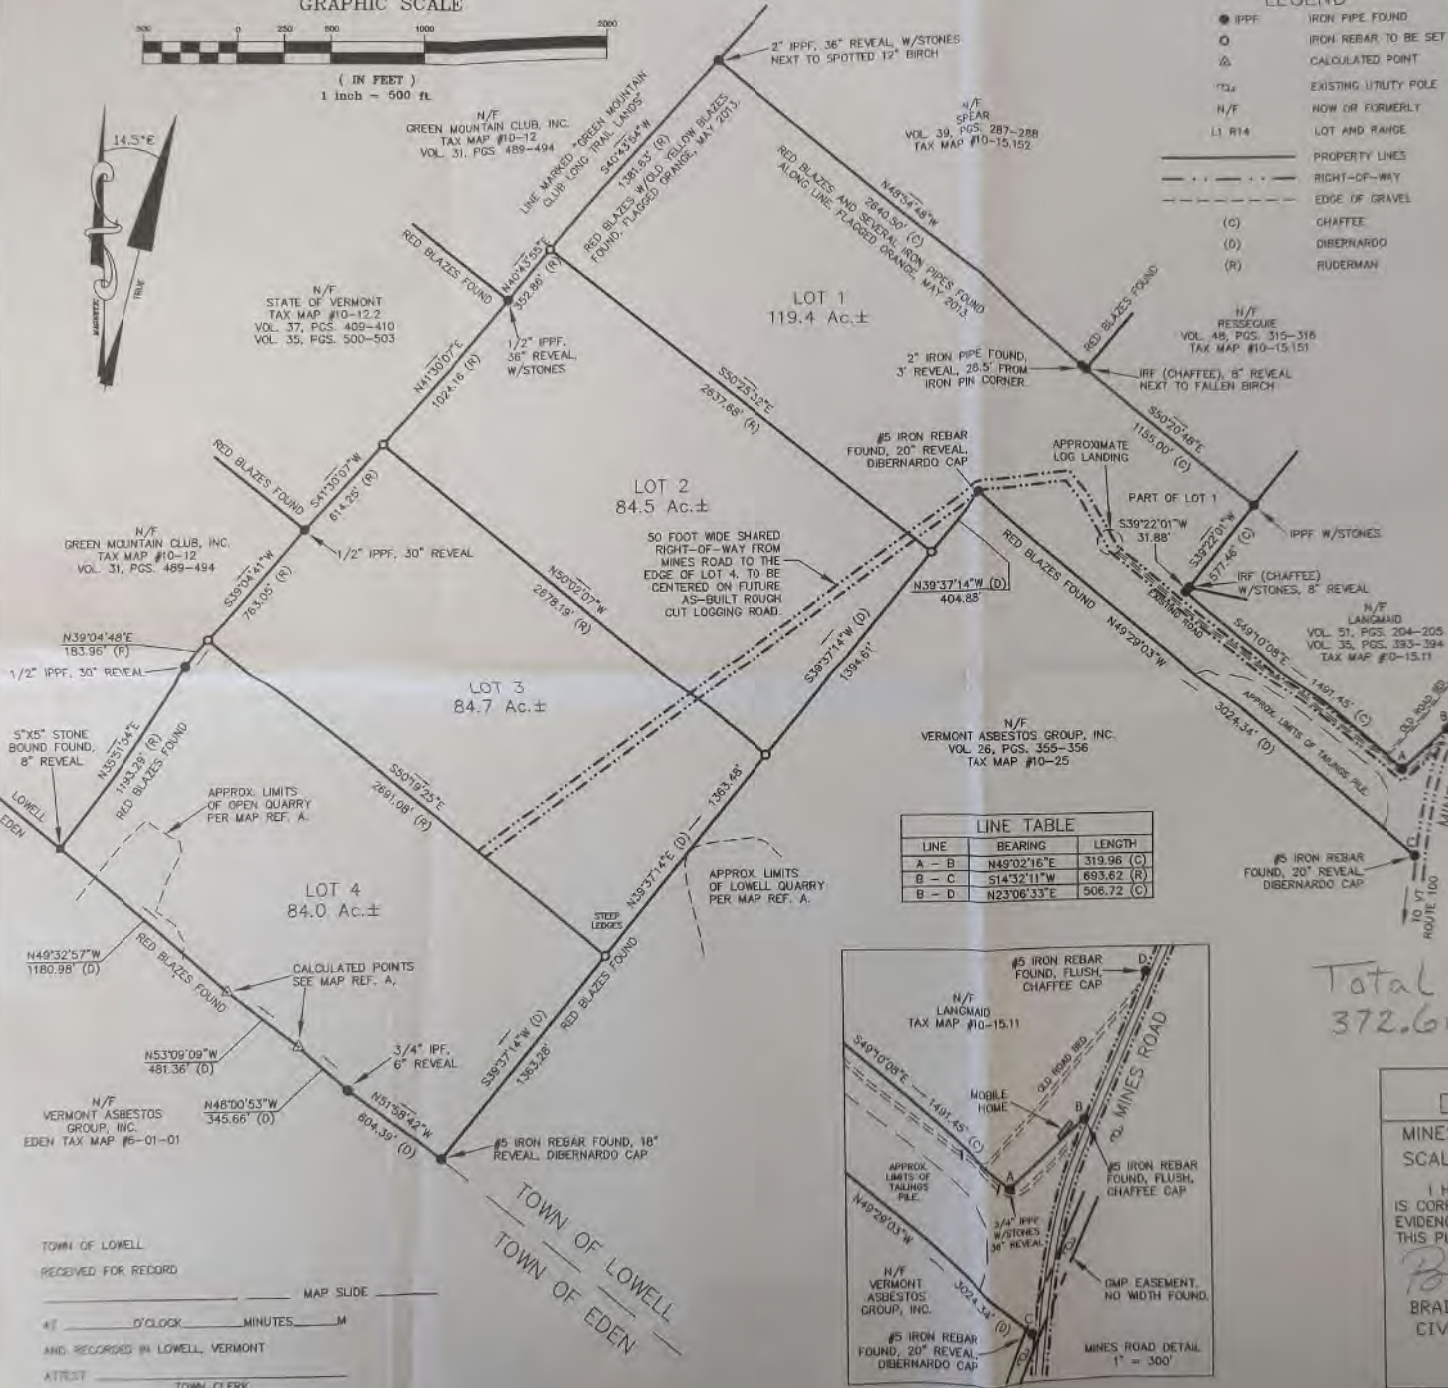 GRAPHIC SCALE
500 0 250 500 1000 2000
( IN FEET )
1 inch = 500 ft.
14.5°E
MAGNETIC
TRUE
LEGEND
IPPF IRON PIPE FOUND
IRON REBAR TO BE SET
CALCULATED POINT
EXISTING UTILITY POLE
N/F NOW OR FORMERLY
L1 R14 LOT AND RANGE
PROPERTY LINES
RIGHT-OF-WAY
EDGE OF GRAVEL
(C) CHAFFEE
(D) DIBERNARDO
(R) RUDERMAN
2" IPPF, 36" REVEAL, W/STONES
NEXT TO SPOTTED 12" BIRCH
N/F
GREEN MOUNTAIN CLUB, INC.
TAX MAP #10-12
VOL. 31, PGS. 489-494
LINE MARKED "GREEN MOUNTAIN
CLUB LONG TRAIL LANDS"
S40°43'54"W
1381.63' (R)
RED BLAZES W/OLD YELLOW BLAZES
FOUND. FLAGGED ORANGE, MAY 2013.
N/F
SPEAR
VOL. 39, PGS. 287-288
TAX MAP #10-15.152
N48°54'48"W
2640.50' (C)
RED BLAZES AND SEVERAL IRON PIPES FOUND
ALONG LINE. FLAGGED ORANGE, MAY 2013.
RED BLAZES FOUND
N40°43'55"E
352.86' (R)
N/F
STATE OF VERMONT
TAX MAP #10-12.2
VOL. 37, PGS. 409-410
VOL. 35, PGS. 500-503
1/2" IPPF,
36" REVEAL,
W/STONES
LOT 1
119.4 Ac.±
RED BLAZES FOUND
N/F
RESSEGUIE
VOL. 48, PGS. 315-316
TAX MAP #10-15.151
2" IRON PIPE FOUND,
3' REVEAL, 28.5' FROM
IRON PIN CORNER.
IRF (CHAFFEE), 8" REVEAL
NEXT TO FALLEN BIRCH
N41°30'07"E
1024.16' (R)
S50°25'32"E
2637.68' (R)
S50°20'48"E
1155.00' (C)
#5 IRON REBAR
FOUND, 20" REVEAL,
DIBERNARDO CAP
APPROXIMATE
LOG LANDING
RED BLAZES FOUND
S41°30'07"W
614.25' (R)
LOT 2
84.5 Ac.±
PART OF LOT 1
S39°22'01"W
31.88'
S39°22'01"W
577.46' (C)
IPPF W/STONES
N/F
GREEN MOUNTAIN CLUB, INC.
TAX MAP #10-12
VOL. 31, PGS. 489-494
1/2" IPPF, 30" REVEAL
50 FOOT WIDE SHARED
RIGHT-OF-WAY FROM
MINES ROAD TO THE
EDGE OF LOT 4. TO BE
CENTERED ON FUTURE
AS-BUILT ROUGH
CUT LOGGING ROAD.
N39°37'14"W (D)
404.88'
RED BLAZES FOUND
IRF (CHAFFEE)
W/STONES, 8" REVEAL
EXISTING ROAD
N/F
LANGMAID
VOL. 51, PGS. 204-205
VOL. 35, PGS. 393-394
TAX MAP #10-15.11
S39°04'41"W
763.05' (R)
N50°02'07"W
2678.19' (R)
N49°29'03"W
S49°10'08"E
N39°04'48"E
183.96' (R)
1/2" IPPF, 30" REVEAL
S39°37'14"W (D)
1394.61'
1491.45' (C)
OLD ROAD BED
B
A
LOT 3
84.7 Ac.±
3024.34' (D)
APPROX. LIMITS OF TAILINGS PILE.
5"X5" STONE
BOUND FOUND,
8" REVEAL
N35°51'54"E
1193.29' (R)
RED BLAZES FOUND
N/F
VERMONT ASBESTOS GROUP, INC.
VOL. 26, PGS. 355-356
TAX MAP #10-25
LOWELL
EDEN
APPROX. LIMITS
OF OPEN QUARRY
PER MAP REF. A.
S50°19'25"E
2691.08' (R)
1363.48'
N39°37'14"E (D)
LINE TABLE
LINE BEARING LENGTH
A - B N49°02'16"E 319.96 (C)
B - C S14°32'11"W 693.62 (R)
B - D N23°06'33"E 506.72 (C)
C
#5 IRON REBAR
FOUND, 20" REVEAL
DIBERNARDO CAP
TO VT
ROUTE 100
LOT 4
84.0 Ac.±
APPROX. LIMITS
OF LOWELL QUARRY
PER MAP REF. A.
STEEP
LEDGES
N49°32'57"W
1180.98' (D)
RED BLAZES FOUND
CALCULATED POINTS
SEE MAP REF. A.
RED BLAZES FOUND
N53°09'09"W
481.36' (D)
3/4" IPF,
6" REVEAL
S39°37'14"W (D)
1363.28'
N/F
VERMONT ASBESTOS
GROUP, INC.
EDEN TAX MAP #6-01-01
N46°00'53"W
345.66' (D)
N51°58'42"W
604.39' (D)
#5 IRON REBAR FOUND, 18"
REVEAL, DIBERNARDO CAP
TOWN OF LOWELL
TOWN OF EDEN
#5 IRON REBAR
FOUND, FLUSH,
CHAFFEE CAP
D
N/F
LANGMAID
TAX MAP #10-15.11
S49°10'08"E
1491.45' (C)
OLD ROAD BED
MINES ROAD
MOBILE
HOME
B
A
#5 IRON REBAR
FOUND, FLUSH,
CHAFFEE CAP
APPROX.
LIMITS OF
TAILINGS
PILE.
N49°29'03"W
3/4" IPPF
W/STONES
36" REVEAL
N/F
VERMONT
ASBESTOS
GROUP, INC.
3024.34' (D)
GMP EASEMENT,
NO WIDTH FOUND.
C
#5 IRON REBAR
FOUND, 20" REVEAL,
DIBERNARDO CAP
MINES ROAD DETAIL
1" = 300'
Total
372.6
MINES
SCAL
I H
IS CORR
EVIDENC
THIS PL
BRAD
CIV
TOWN OF LOWELL
RECEIVED FOR RECORD
MAP SLIDE
AT O'CLOCK MINUTES M
AND RECORDED IN LOWELL, VERMONT
ATTEST
TOWN CLERK